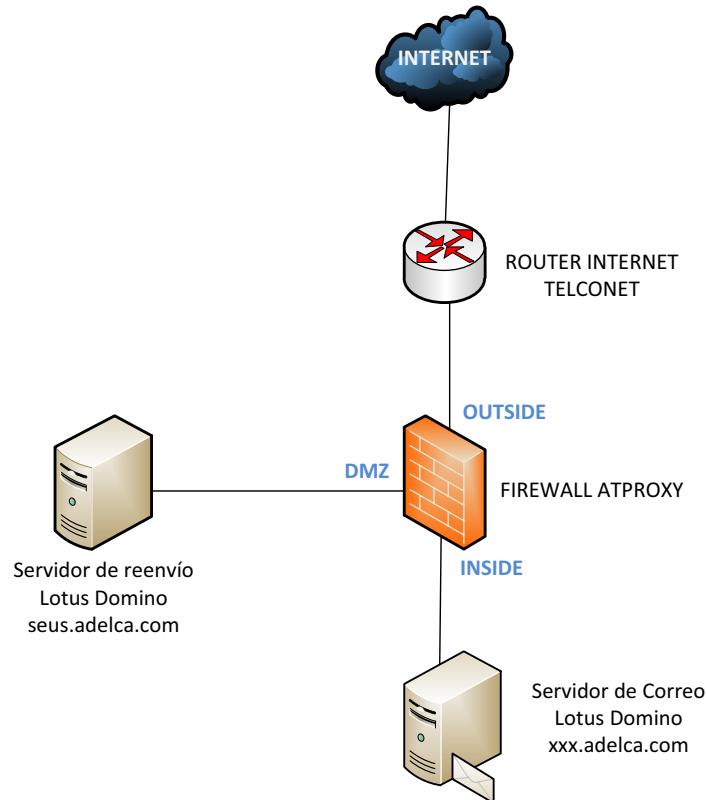 INTERNET
ROUTER INTERNET
TELCONET
OUTSIDE
DMZ
FIREWALL ATPROXY
INSIDE
Servidor de reenvío
Lotus Domino
seus.adelca.com
Servidor de Correo
Lotus Domino
xxx.adelca.com